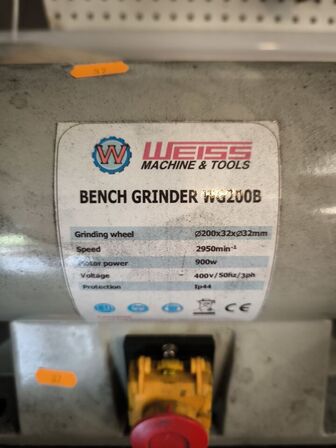 W WEISS
MACHINE & TOOLS
BENCH GRINDER WG200B
Grinding wheel Ø200x32xØ32mm
Speed 2950min⁻¹
Motor power 900w
Voltage 400V/50hz/3ph
Protection Ip44
CE